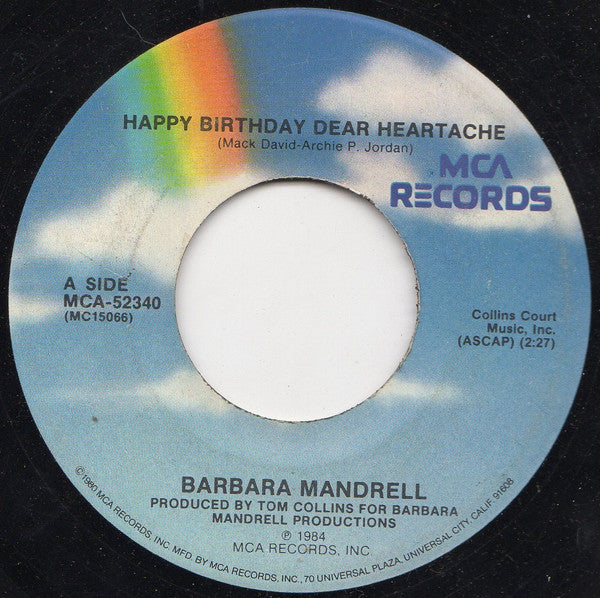 HAPPY BIRTHDAY DEAR HEARTACHE
(Mack David-Archie P. Jordan)
MCA
RECORDS
A SIDE
MCA-52340
(MC15066)
Collins Court
Music, Inc.
(ASCAP) (2:27)
BARBARA MANDRELL
PRODUCED BY TOM COLLINS FOR BARBARA
MANDRELL PRODUCTIONS
℗ 1984
MCA RECORDS, INC
©1980 MCA RECORDS, INC. MFD. BY MCA RECORDS, INC., 70 UNIVERSAL PLAZA, UNIVERSAL CITY, CALIF. 91608